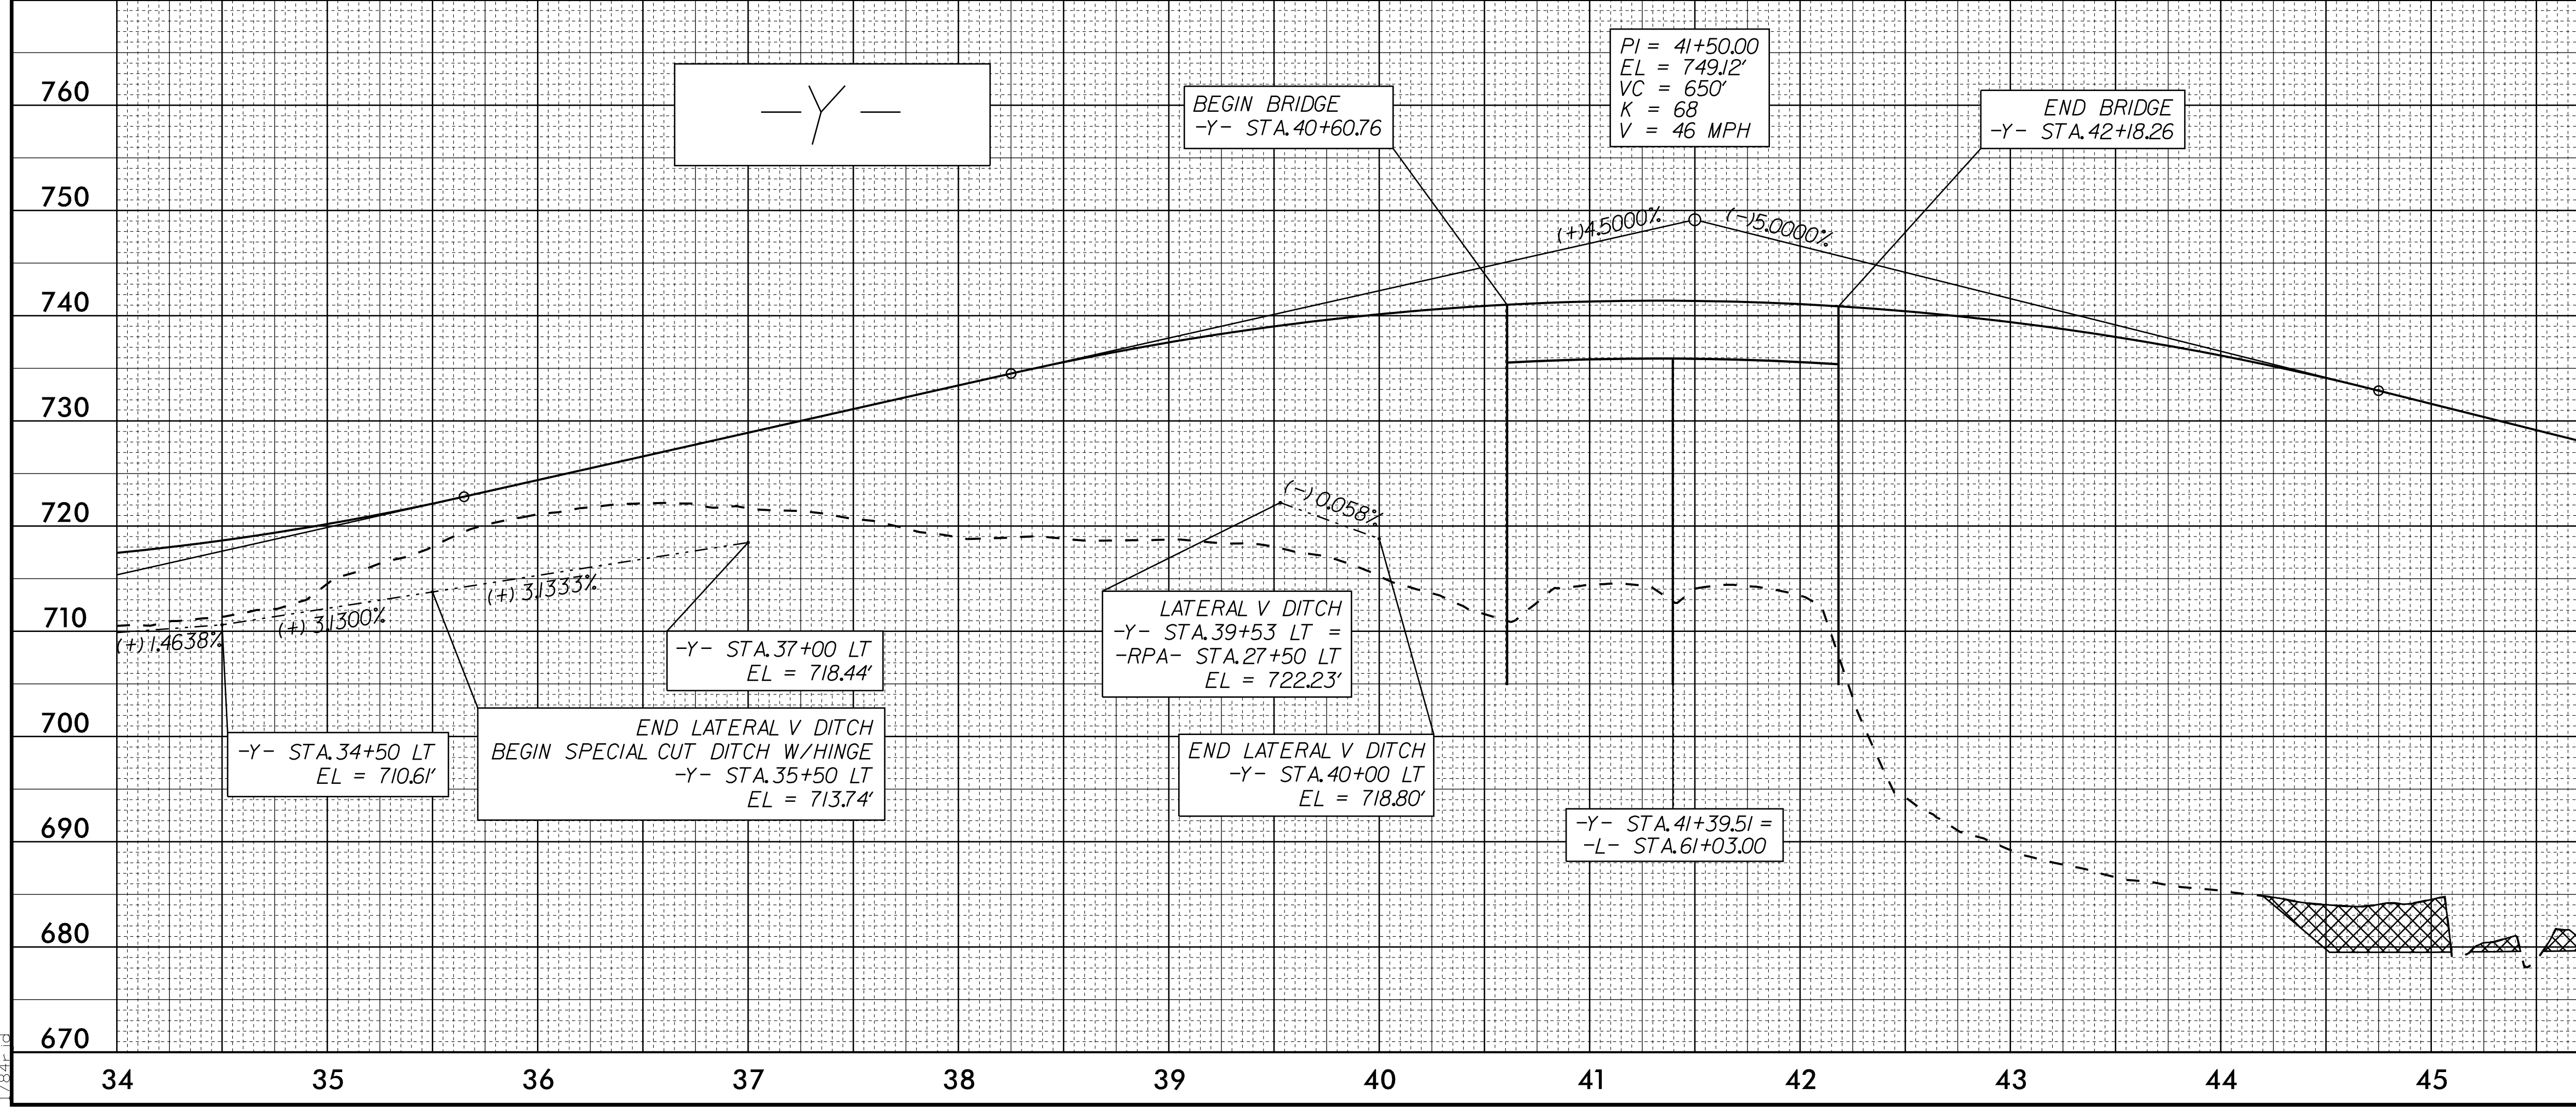 760
750
740
730
720
710
700
690
680
670
— Y —
BEGIN BRIDGE
-Y- STA.40+60.76
PI = 41+50.00
EL = 749.12'
VC = 650'
K = 68
V = 46 MPH
END BRIDGE
-Y- STA.42+18.26
(+)4.5000%
(-)5.0000%
(-) 0.058%
(+)1.4638%
(+) 3.1300%
(+) 3.1333%
-Y- STA.37+00 LT
EL = 718.44'
LATERAL V DITCH
-Y- STA.39+53 LT =
-RPA- STA.27+50 LT
EL = 722.23'
-Y- STA.34+50 LT
EL = 710.61'
END LATERAL V DITCH
BEGIN SPECIAL CUT DITCH W/HINGE
-Y- STA.35+50 LT
EL = 713.74'
END LATERAL V DITCH
-Y- STA.40+00 LT
EL = 718.80'
-Y- STA.41+39.51 =
-L- STA.61+03.00
34 35 36 37 38 39 40 41 42 43 44 45